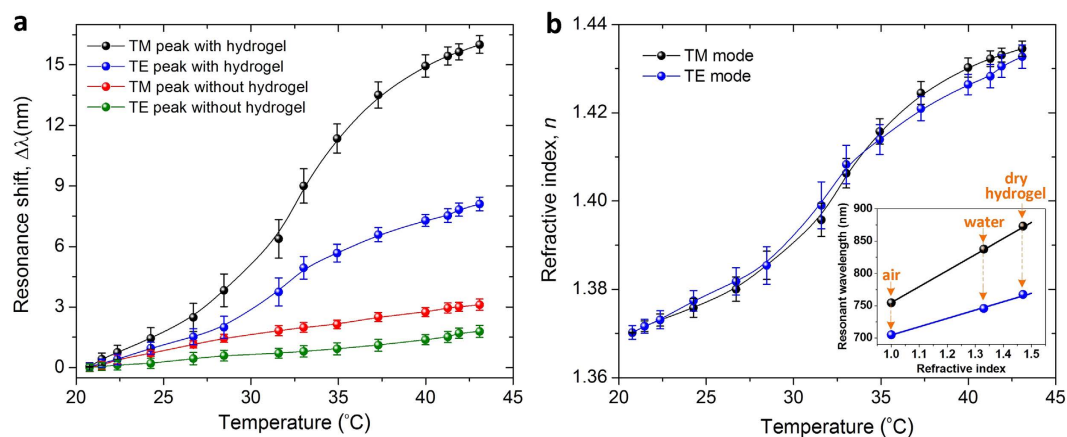 a
Resonance shift, Δλ(nm)
15
12
9
6
3
0
TM peak with hydrogel
TE peak with hydrogel
TM peak without hydrogel
TE peak without hydrogel
20 25 30 35 40 45
Temperature (°C)
b
Refractive index, n
1.44
1.42
1.40
1.38
1.36
TM mode
TE mode
20 25 30 35 40 45
Temperature (°C)
Resonant wavelength (nm)
900
850
800
750
700
air
water
dry
hydrogel
1.0 1.1 1.2 1.3 1.4 1.5
Refractive index